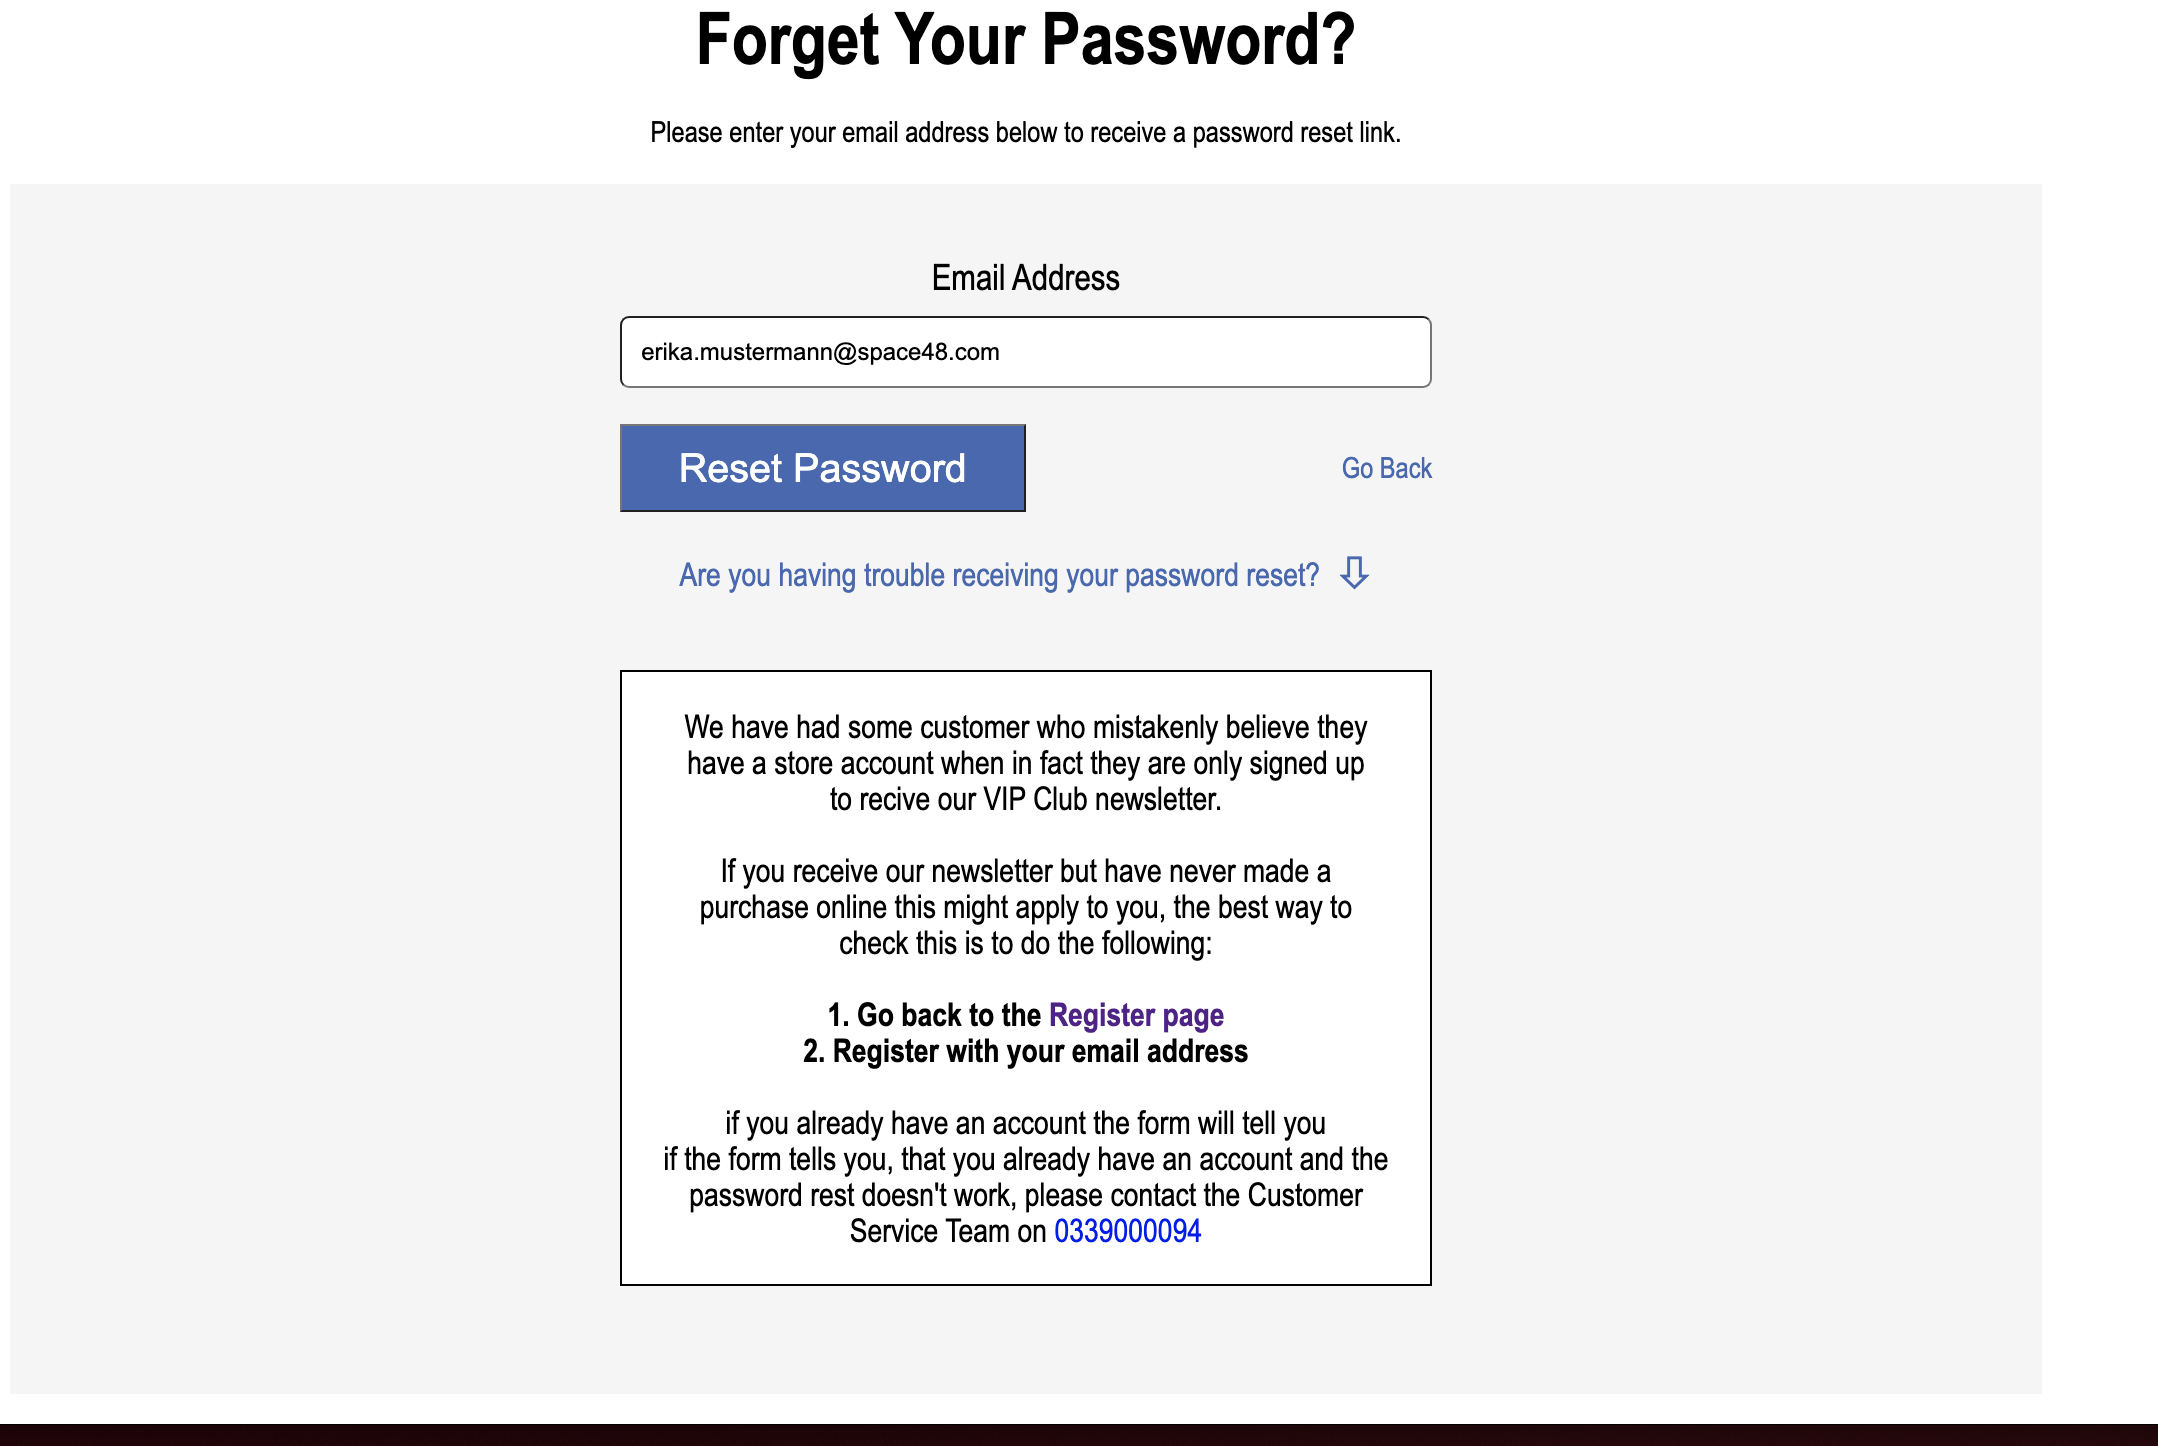 Forget Your Password?
Please enter your email address below to receive a password reset link.
Email Address
erika.mustermann@space48.com
Reset Password
Go Back
Are you having trouble receiving your password reset?
We have had some customer who mistakenly believe they
have a store account when in fact they are only signed up
to recive our VIP Club newsletter.
If you receive our newsletter but have never made a
purchase online this might apply to you, the best way to
check this is to do the following:
1. Go back to the Register page
2. Register with your email address
if you already have an account the form will tell you
if the form tells you, that you already have an account and the
password rest doesn't work, please contact the Customer
Service Team on 0339000094